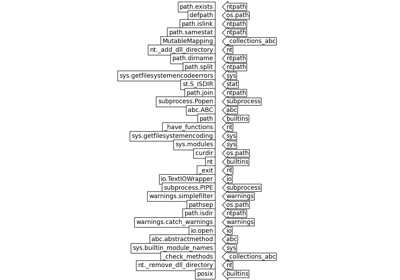 path.exists ntpath
defpath os.path
path.islink ntpath
path.samestat ntpath
MutableMapping _collections_abc
nt._add_dll_directory nt
path.dirname ntpath
path.split ntpath
sys.getfilesystemencodeerrors sys
st.S_ISDIR stat
path.join ntpath
subprocess.Popen subprocess
abc.ABC abc
path builtins
_have_functions nt
sys.getfilesystemencoding sys
sys.modules sys
curdir os.path
nt builtins
_exit nt
io.TextIOWrapper io
subprocess.PIPE subprocess
warnings.simplefilter warnings
pathsep os.path
path.isdir ntpath
warnings.catch_warnings warnings
io.open io
abc.abstractmethod abc
sys.builtin_module_names sys
_check_methods _collections_abc
nt._remove_dll_directory nt
posix builtins